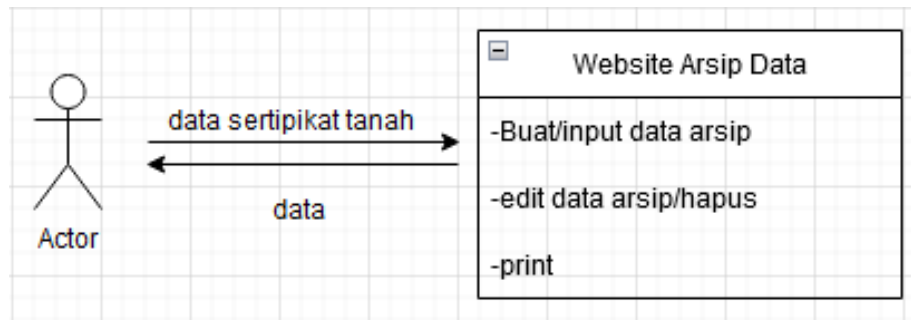 Website Arsip Data
data sertipikat tanah
-Buat/input data arsip
-edit data arsip/hapus
data
Actor
-print